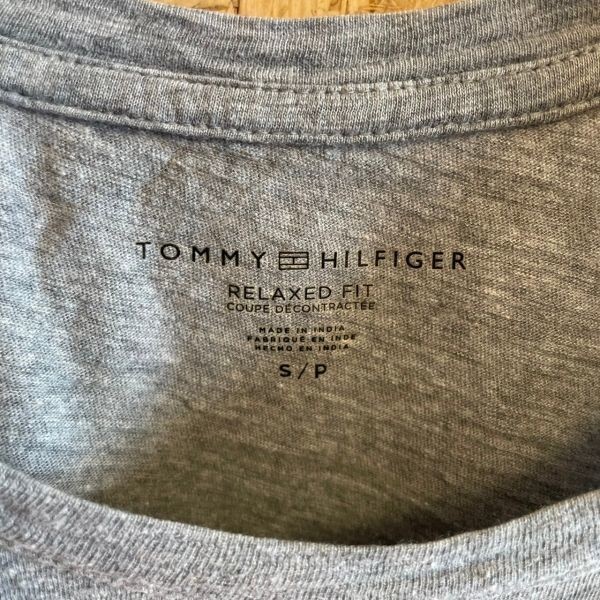 TOMMY HILFIGER
RELAXED FIT
COUPE DÉCONTRACTÉE
MADE IN INDIA
FABRIQUÉ EN INDE
HECHO EN INDIA
S/P